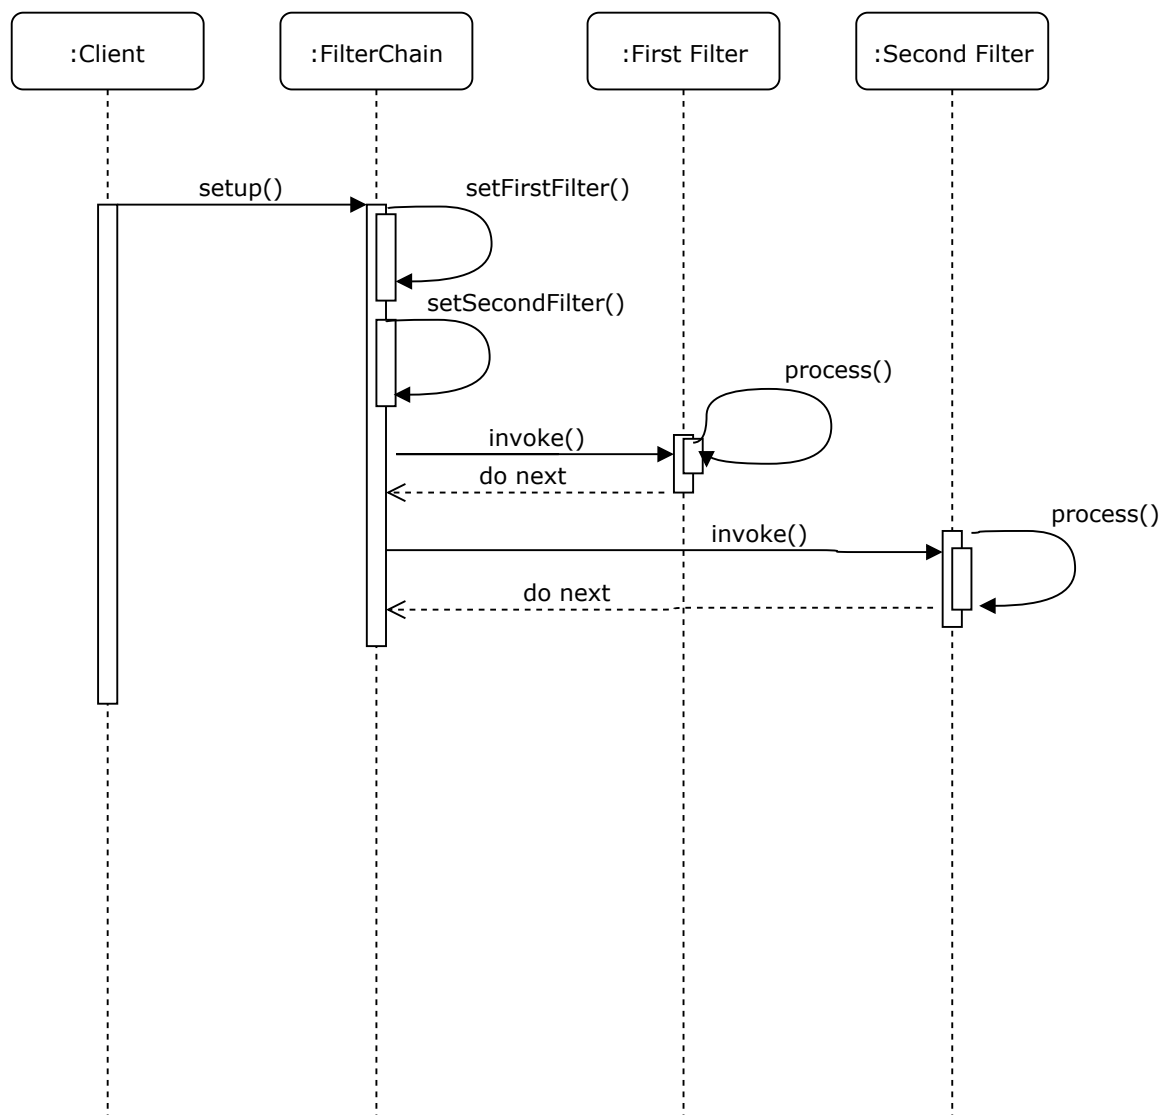 :Client
:FilterChain
:First Filter
:Second Filter
setup()
setFirstFilter()
setSecondFilter()
process()
invoke()
do next
process()
invoke()
do next